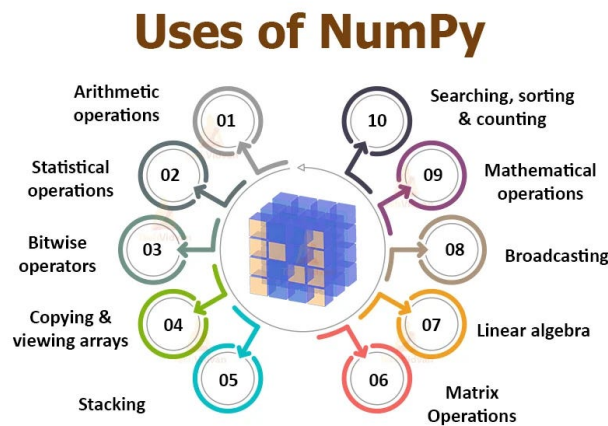 Uses of NumPy
01
Arithmetic
operations
02
Statistical
operations
03
Bitwise
operators
04
Copying &
viewing arrays
05
Stacking
06
Matrix
Operations
07
Linear algebra
08
Broadcasting
09
Mathematical
operations
10
Searching, sorting
& counting